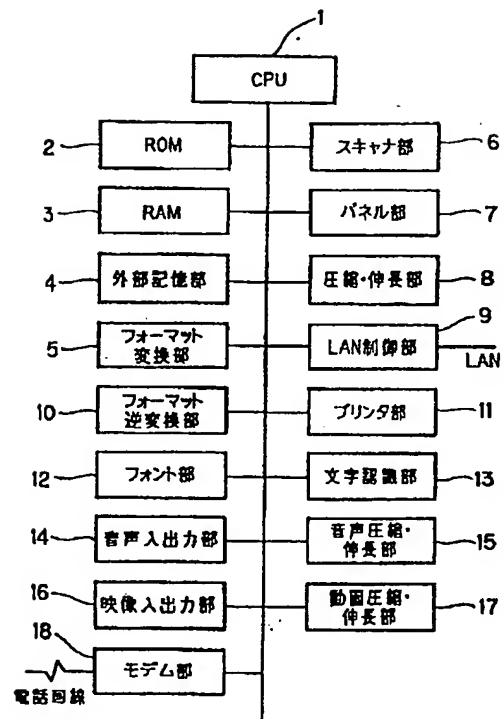 1
CPU
2 ROM スキャナ部 6
3 RAM パネル部 7
4 外部記憶部 圧縮・伸長部 8
5 フォーマット変換部 LAN制御部 9
LAN
10 フォーマット逆変換部 プリンタ部 11
12 フォント部 文字認識部 13
14 音声入出力部 音声圧縮・伸長部 15
16 映像入出力部 動画圧縮・伸長部 17
18 モデム部
電話回線